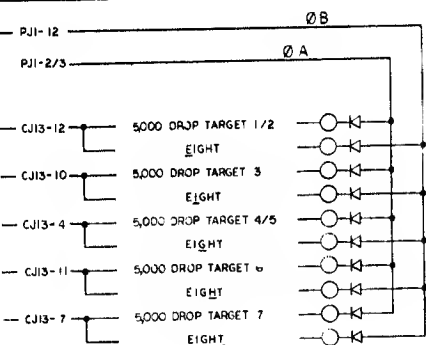 ØB
PJ1-12
ØA
PJ1-2/3
CJ13-12 5,000 DROP TARGET 1/2
EIGHT
CJ13-10 5,000 DROP TARGET 3
EIGHT
CJ13-4 5,000 DROP TARGET 4/5
EIGHT
CJ13-11 5,000 DROP TARGET 6
EIGHT
CJ13-7 5,000 DROP TARGET 7
EIGHT